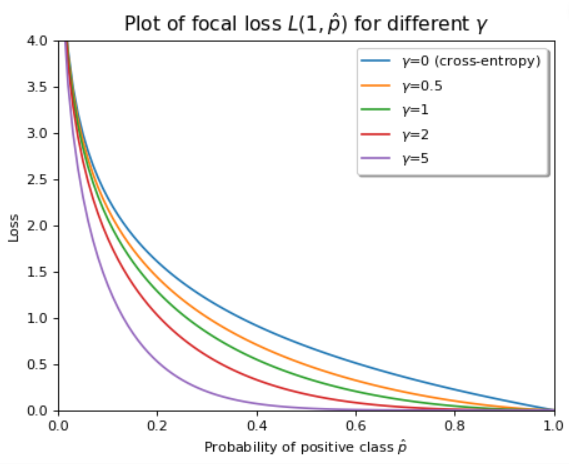 Plot of focal loss L(1, p̂) for different γ
4.0
3.5
3.0
2.5
2.0
1.5
1.0
0.5
0.0
Loss
γ=0 (cross-entropy)
γ=0.5
γ=1
γ=2
γ=5
0.0 0.2 0.4 0.6 0.8 1.0
Probability of positive class p̂